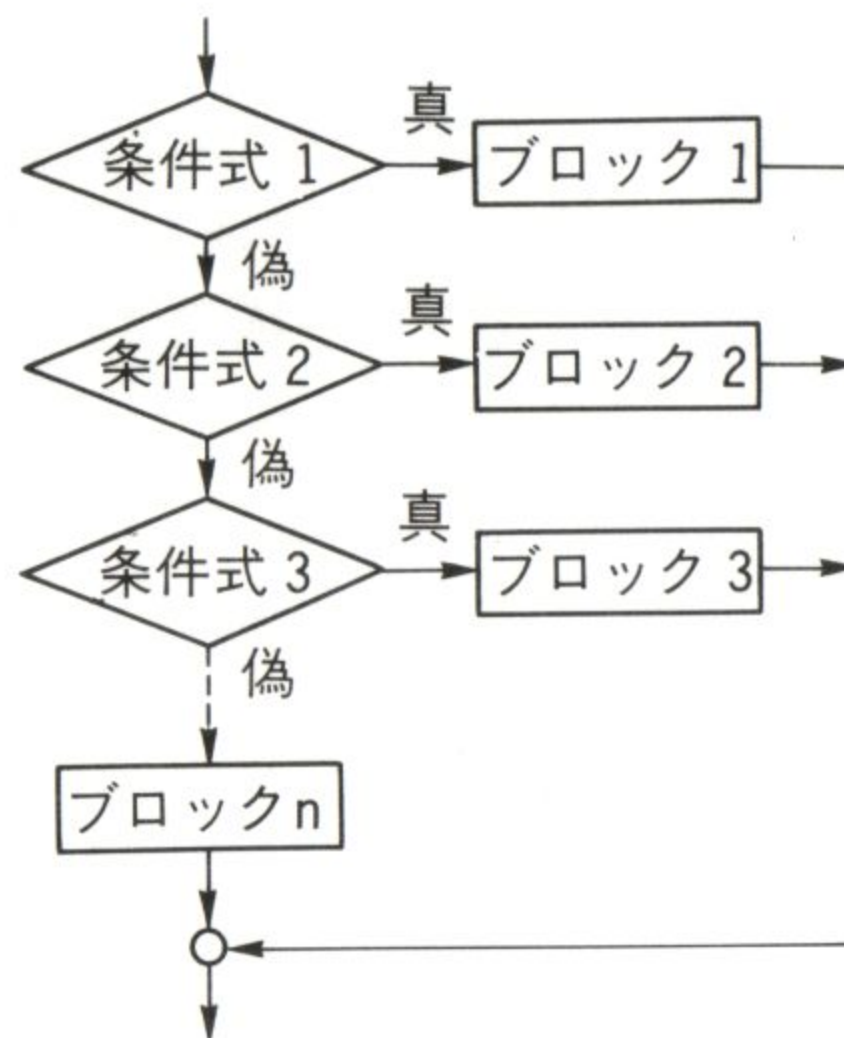 真
条件式 1
ブロック 1
偽
真
条件式 2
ブロック 2
偽
真
条件式 3
ブロック 3
偽
ブロックn